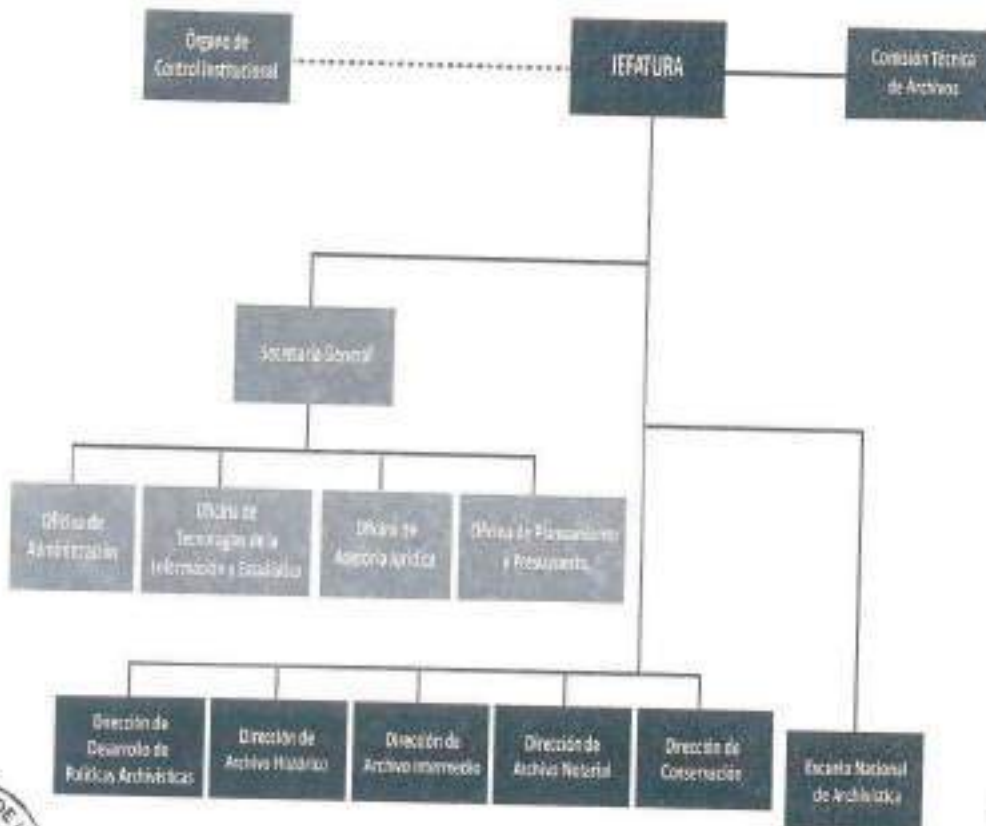 Órgano de
Control Institucional
JEFATURA
Comisión Técnica
de Archivos
Secretaría General
Oficina de
Administración
Oficina de
Tecnologías de la
Información y Estadística
Oficina de
Asesoría Jurídica
Oficina de Planeamiento
y Presupuesto
Dirección de
Desarrollo de
Políticas Archivísticas
Dirección de
Archivo Histórico
Dirección de
Archivo Intermedio
Dirección de
Archivo Notarial
Dirección de
Conservación
Escuela Nacional
de Archivística
DE